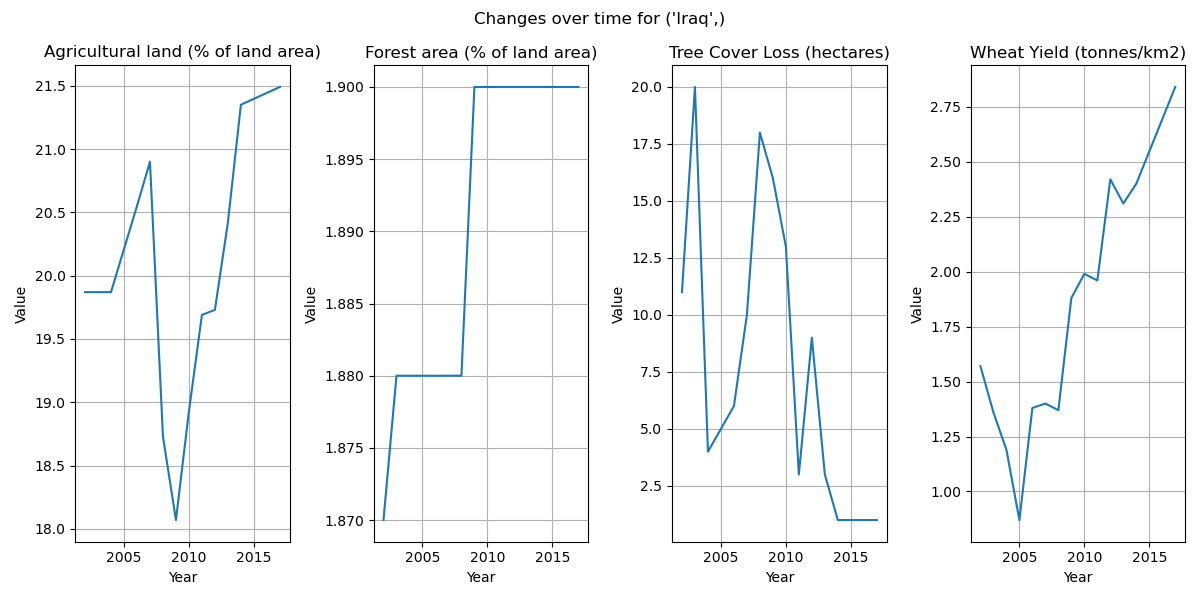 Changes over time for ('Iraq',)
Agricultural land (% of land area)
21.5
21.0
20.5
20.0
19.5
19.0
18.5
18.0
Value
2005 2010 2015
Year
Forest area (% of land area)
1.900
1.895
1.890
1.885
1.880
1.875
1.870
Value
2005 2010 2015
Year
Tree Cover Loss (hectares)
20.0
17.5
15.0
12.5
10.0
7.5
5.0
2.5
Value
2005 2010 2015
Year
Wheat Yield (tonnes/km2)
2.75
2.50
2.25
2.00
1.75
1.50
1.25
1.00
Value
2005 2010 2015
Year